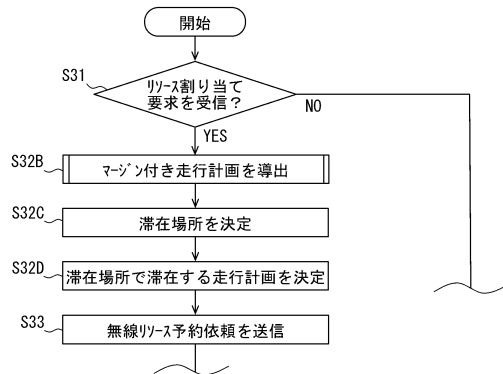 開始
S31
リソース割り当て
要求を受信？
NO
YES
S32B
マージン付き走行計画を導出
S32C
滞在場所を決定
S32D
滞在場所で滞在する走行計画を決定
S33
無線リソース予約依頼を送信